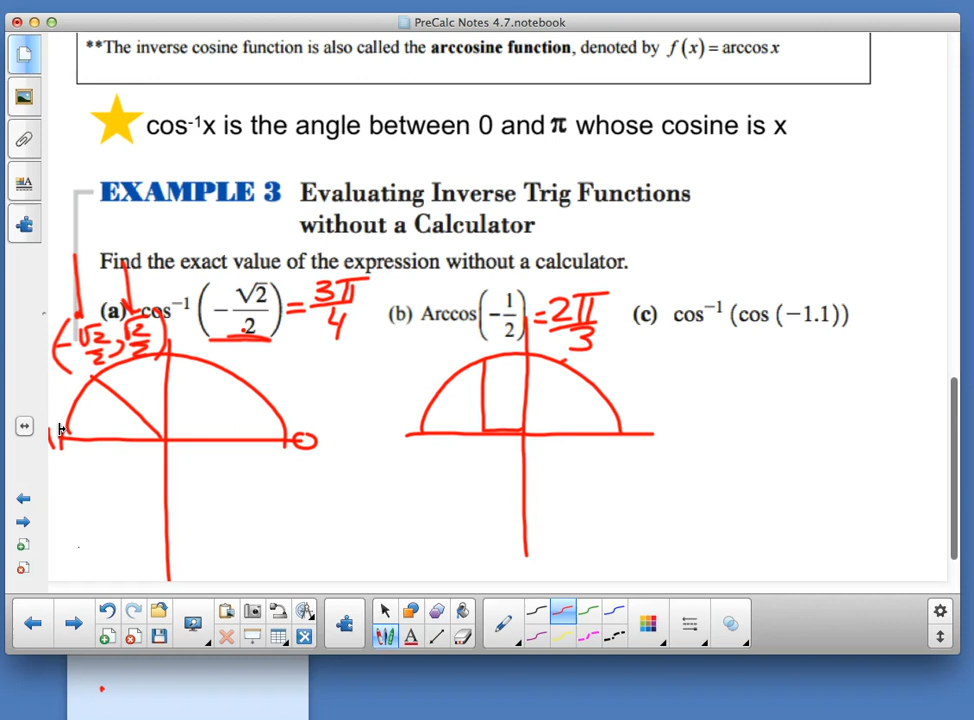 PreCalc Notes 4.7.notebook
**The inverse cosine function is also called the arccosine function, denoted by f(x) = arccos x
cos⁻¹x is the angle between 0 and π whose cosine is x
EXAMPLE 3 Evaluating Inverse Trig Functions
without a Calculator
Find the exact value of the expression without a calculator.
(a) cos⁻¹(-√2/2) = 3π/4 (b) Arccos(-1/2) = 2π/3 (c) cos⁻¹(cos(−1.1))
(-√2/2, √2/2)
π 0
A